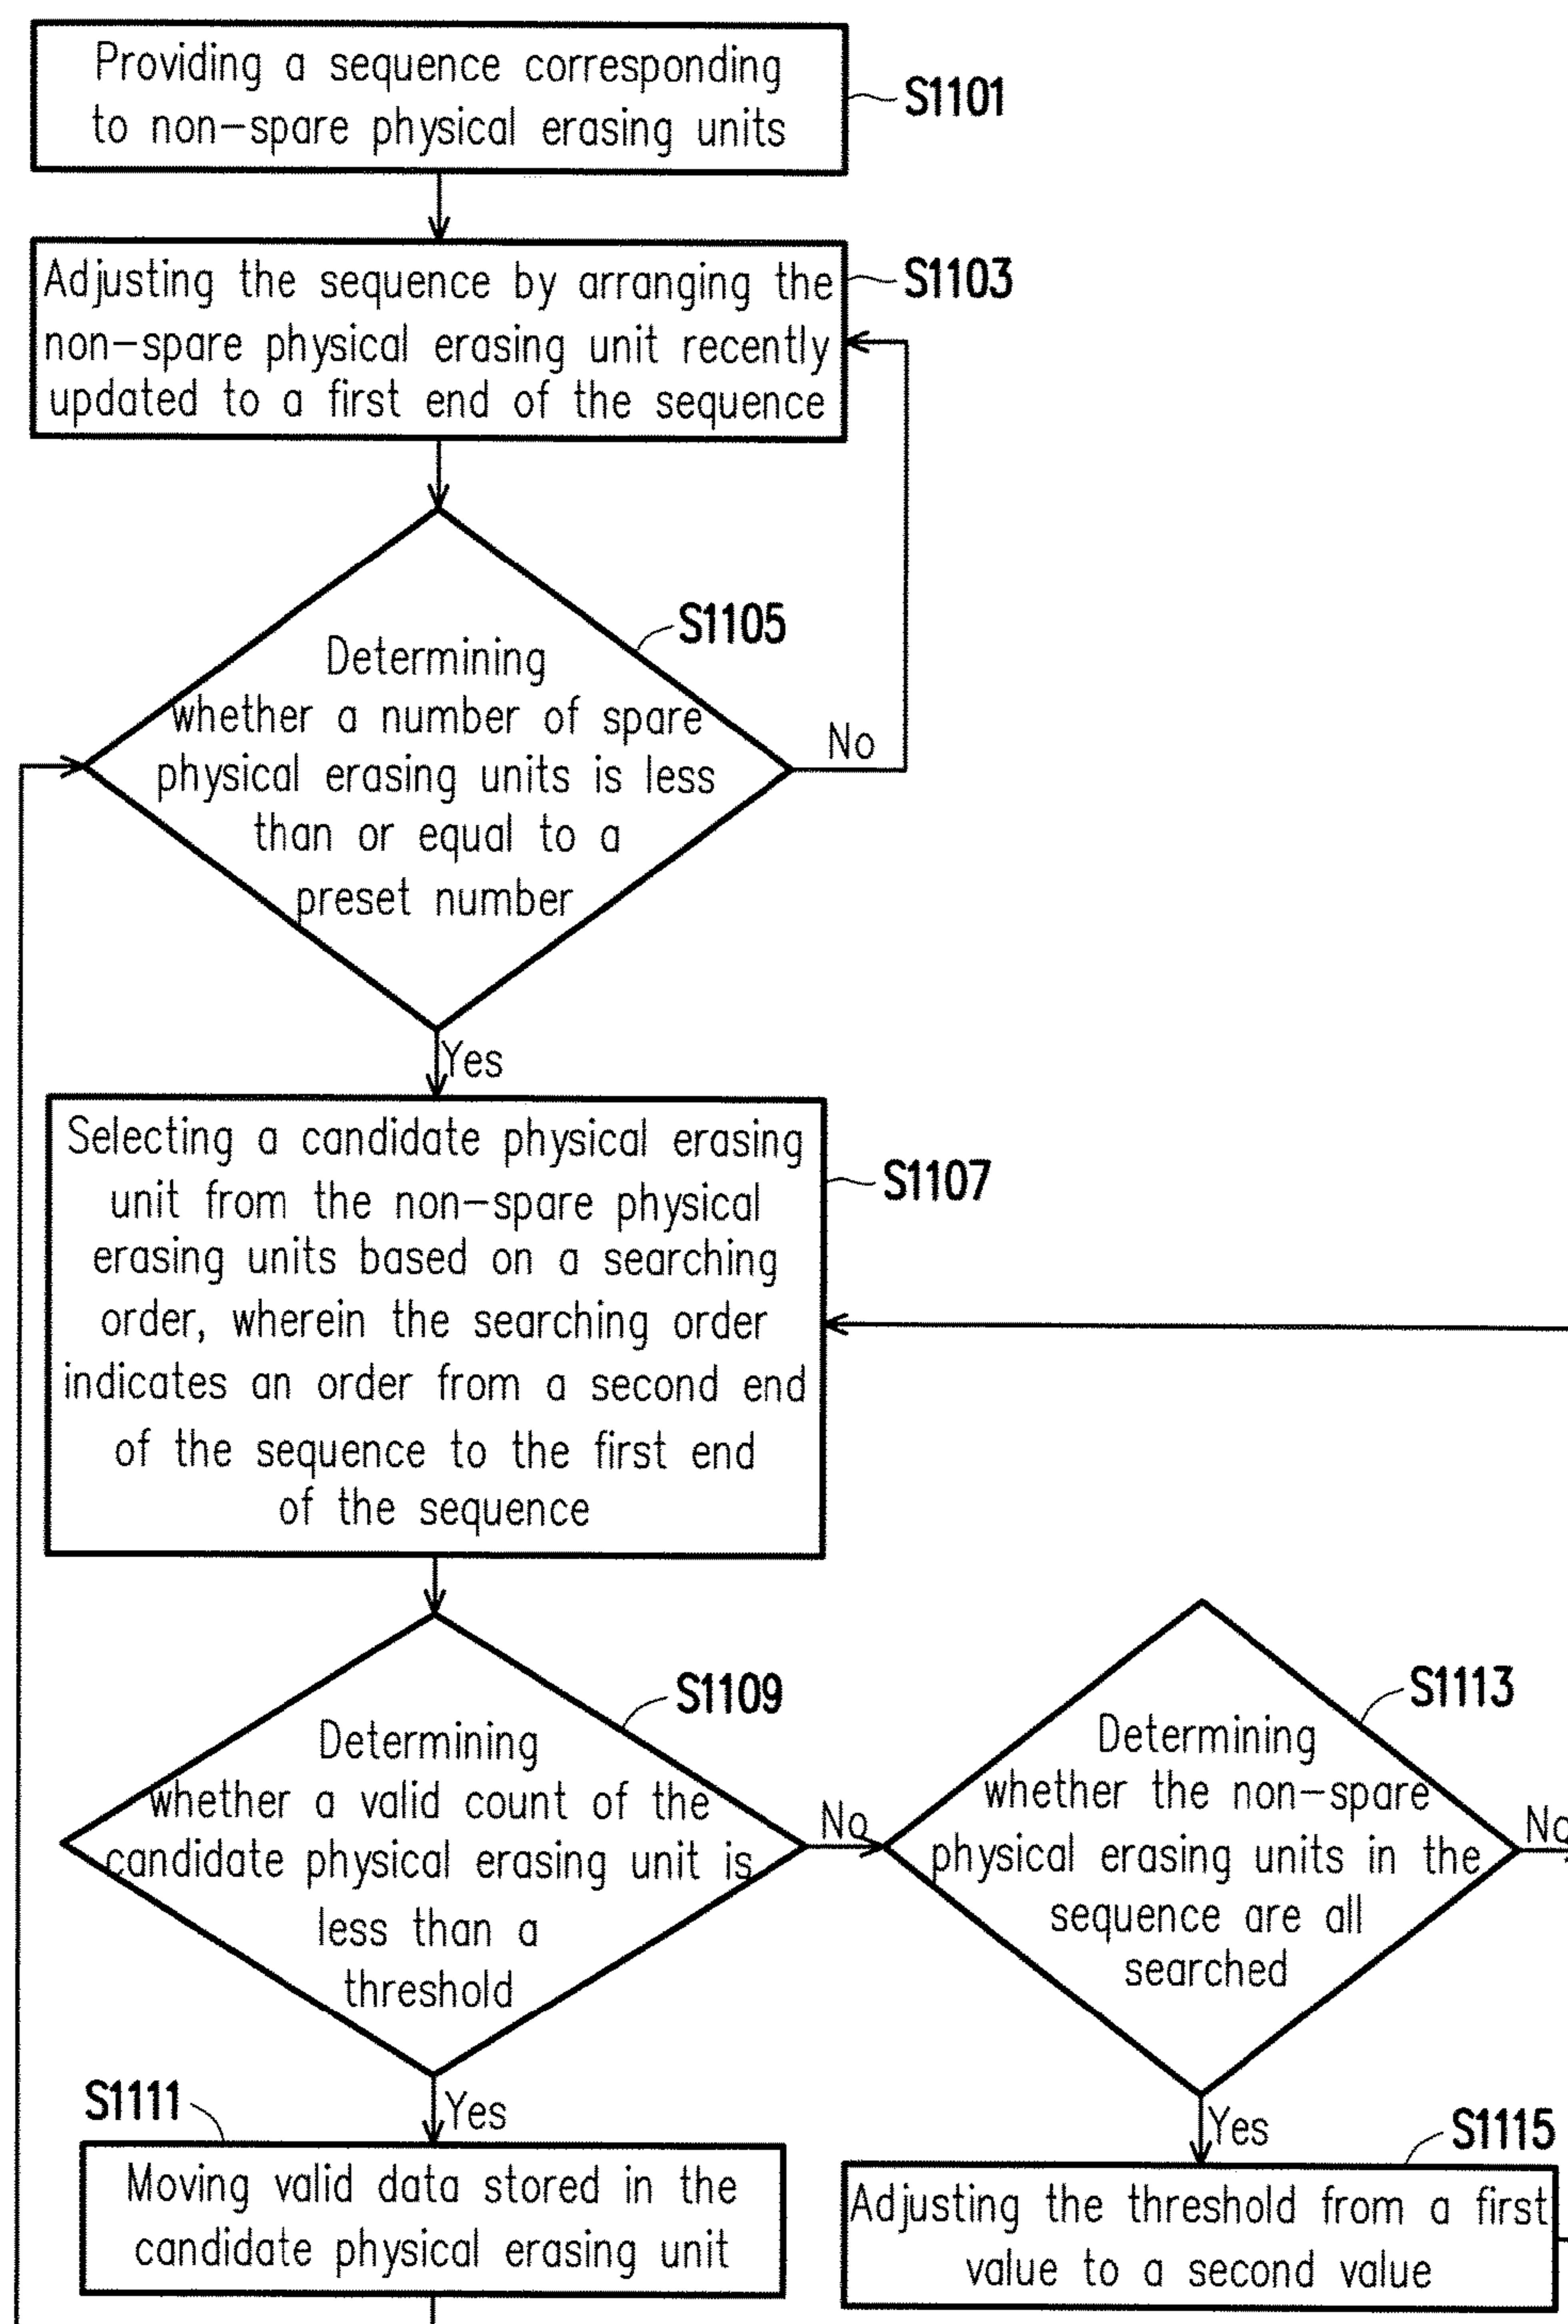 Providing a sequence corresponding
to non-spare physical erasing units
S1101
Adjusting the sequence by arranging the
non-spare physical erasing unit recently
updated to a first end of the sequence
S1103
S1105
Determining
whether a number of spare
physical erasing units is less
than or equal to a
preset number
No
Yes
Selecting a candidate physical erasing
unit from the non-spare physical
erasing units based on a searching
order, wherein the searching order
indicates an order from a second end
of the sequence to the first end
of the sequence
S1107
S1109
Determining
whether a valid count of the
candidate physical erasing unit is
less than a
threshold
No
S1113
Determining
whether the non-spare
physical erasing units in the
sequence are all
searched
No
Yes
S1111
Moving valid data stored in the
candidate physical erasing unit
Yes
S1115
Adjusting the threshold from a first
value to a second value